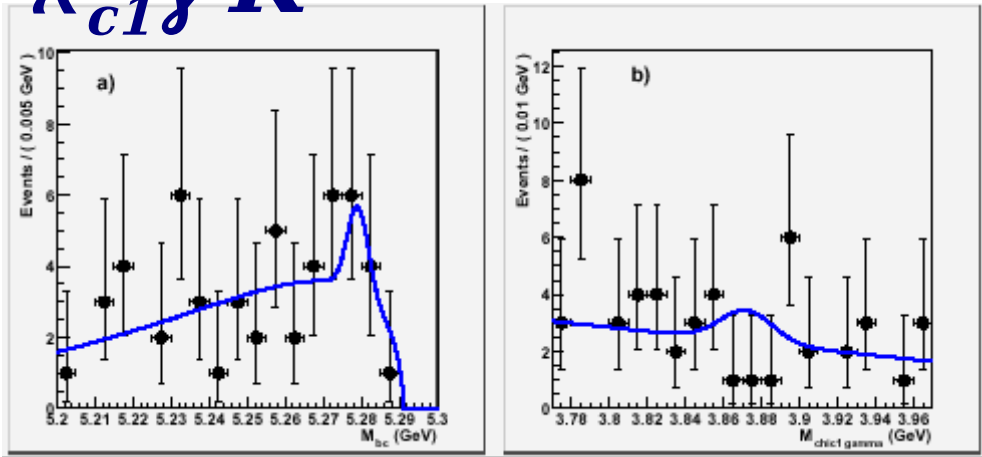 χc1γ K
a)
Events / ( 0.005 GeV )
10
8
6
4
2
0
5.2 5.21 5.22 5.23 5.24 5.25 5.26 5.27 5.28 5.29 5.3
Mbc (GeV)
b)
Events / ( 0.01 GeV )
12
10
8
6
4
2
0
3.78 3.8 3.82 3.84 3.86 3.88 3.9 3.92 3.94 3.96
Mchic1 gamma (GeV)